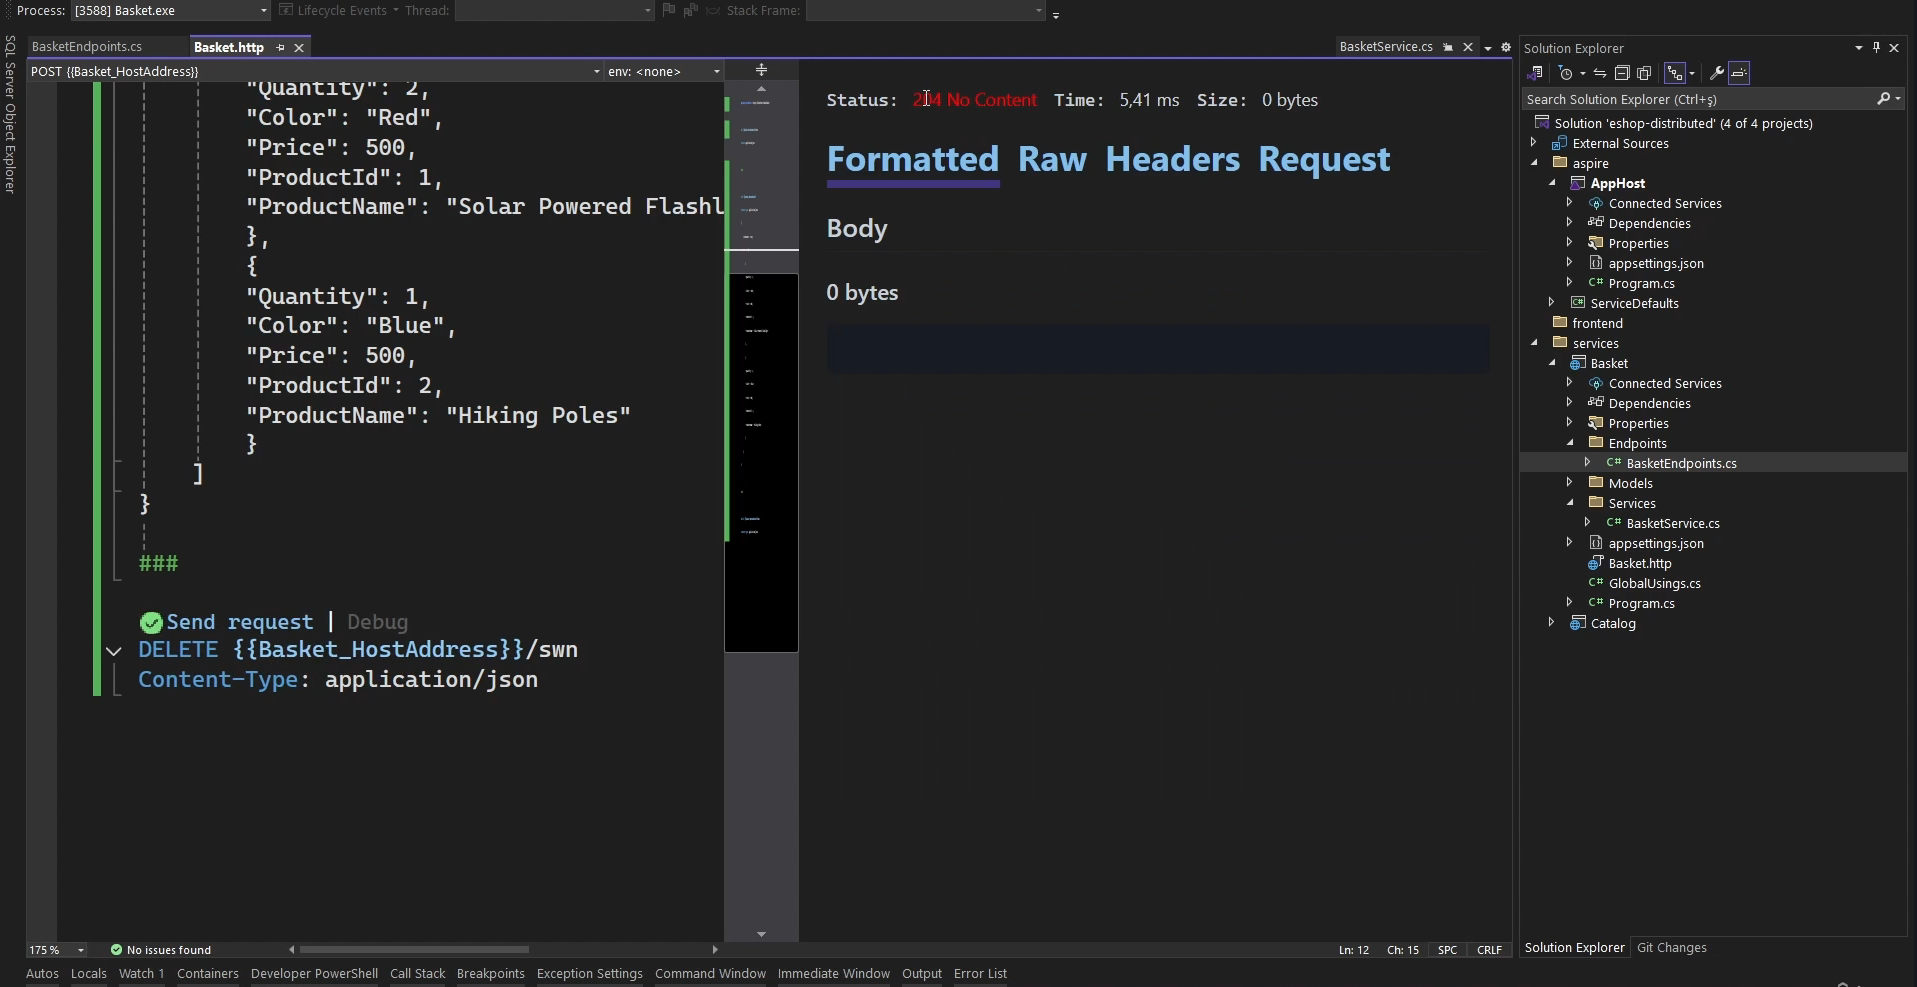 Process: [3588] Basket.exe Lifecycle Events Thread: Stack Frame:
SQL Server Object Explorer
BasketEndpoints.cs Basket.http BasketService.cs
POST {{Basket_HostAddress}} env: <none>
"Quantity": 2,
"Color": "Red",
"Price": 500,
"ProductId": 1,
"ProductName": "Solar Powered Flashl
},
{
"Quantity": 1,
"Color": "Blue",
"Price": 500,
"ProductId": 2,
"ProductName": "Hiking Poles"
}
]
}
###
Send request | Debug
DELETE {{Basket_HostAddress}}/swn
Content-Type: application/json
175 % No issues found Ln: 12 Ch: 15 SPC CRLF
Status: 204 No Content Time: 5,41 ms Size: 0 bytes
Formatted Raw Headers Request
Body
0 bytes
Solution Explorer
Search Solution Explorer (Ctrl+ş)
Solution 'eshop-distributed' (4 of 4 projects)
External Sources
aspire
AppHost
Connected Services
Dependencies
Properties
appsettings.json
C# Program.cs
C# ServiceDefaults
frontend
services
Basket
Connected Services
Dependencies
Properties
Endpoints
C# BasketEndpoints.cs
Models
Services
C# BasketService.cs
appsettings.json
Basket.http
C# GlobalUsings.cs
C# Program.cs
Catalog
Solution Explorer Git Changes
Autos Locals Watch 1 Containers Developer PowerShell Call Stack Breakpoints Exception Settings Command Window Immediate Window Output Error List